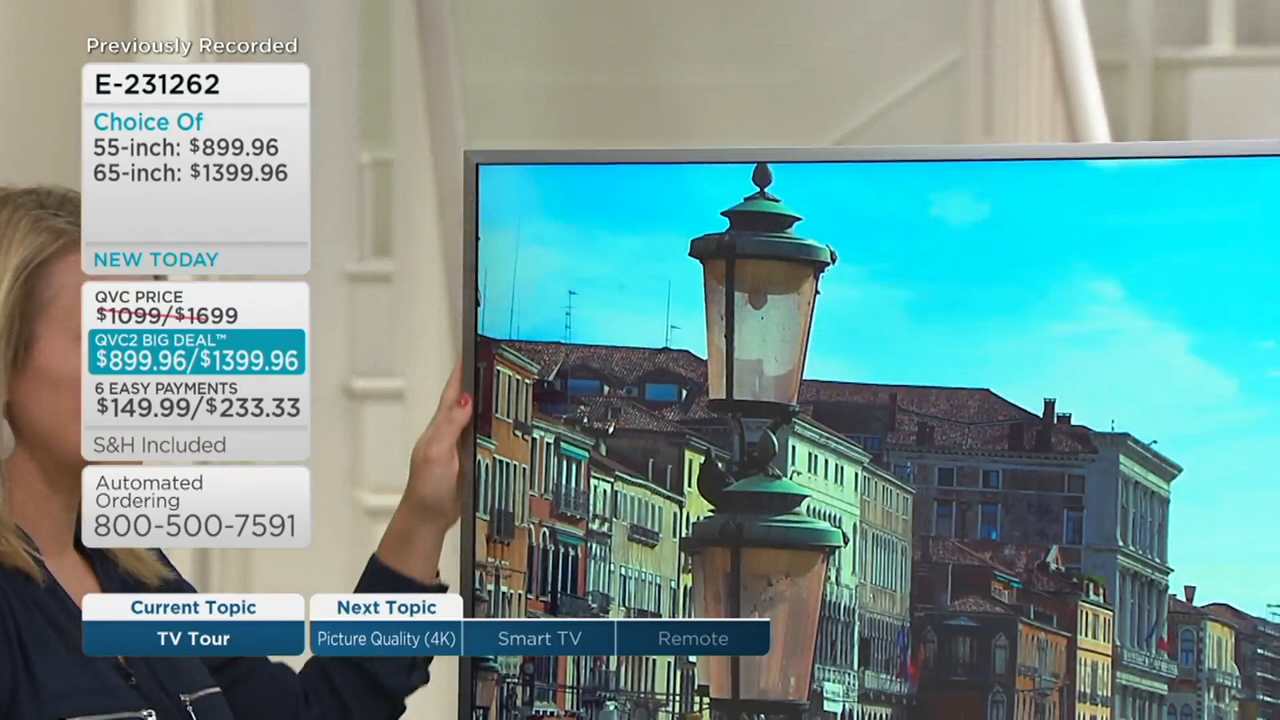 Previously Recorded
E-231262
Choice Of
55-inch: $899.96
65-inch: $1399.96
NEW TODAY
QVC PRICE
$1099/$1699
QVC2 BIG DEAL™
$899.96/$1399.96
6 EASY PAYMENTS
$149.99/$233.33
S&H Included
Automated
Ordering
800-500-7591
Current Topic
Next Topic
TV Tour
Picture Quality (4K)
Smart TV
Remote